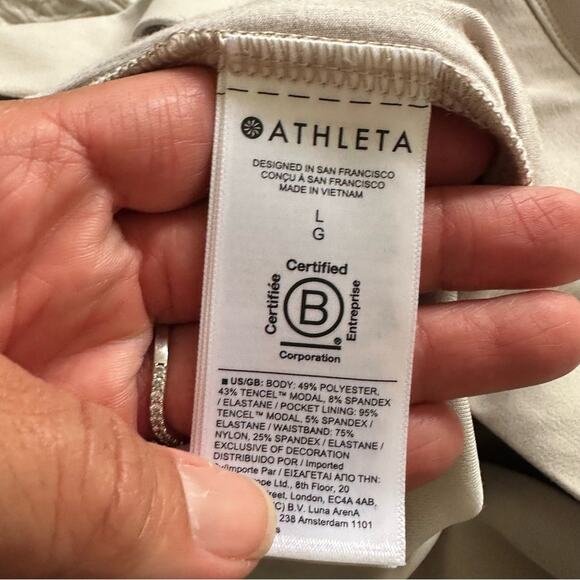 ATHLETA
DESIGNED IN SAN FRANCISCO
CONÇU À SAN FRANCISCO
MADE IN VIETNAM
L
G
Certified
Certifiée
B
Entreprise
®
Corporation
■ US/GB: BODY: 49% POLYESTER,
43% TENCEL™ MODAL, 8% SPANDEX
/ ELASTANE / POCKET LINING: 95%
TENCEL™ MODAL, 5% SPANDEX /
ELASTANE / WAISTBAND: 75%
NYLON, 25% SPANDEX / ELASTANE /
EXCLUSIVE OF DECORATION
DISTRIBUIDO POR / Imported
/Importe Par / ΕΙΣΑΓΕΤΑΙ ΑΠΟ ΤΗΝ:
Ltd., 8th Floor, 20
Street, London, EC4A 4AB,
B.V. Luna ArenA
238 Amsterdam 1101